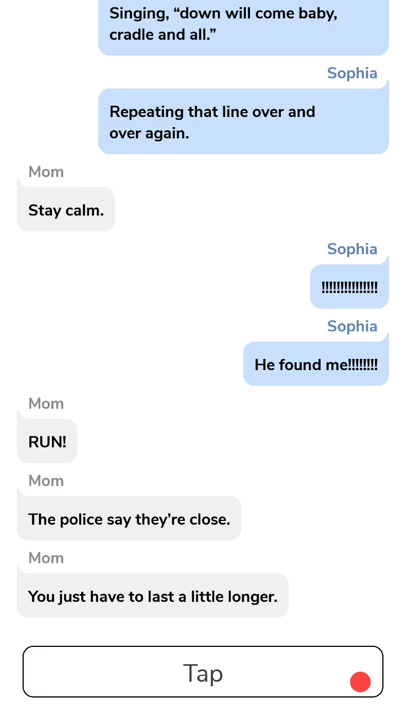 Singing, “down will come baby,
cradle and all.”
Sophia
Repeating that line over and
over again.
Mom
Stay calm.
Sophia
!!!!!!!!!!!!!!!
Sophia
He found me!!!!!!!!
Mom
RUN!
Mom
The police say they’re close.
Mom
You just have to last a little longer.
Tap